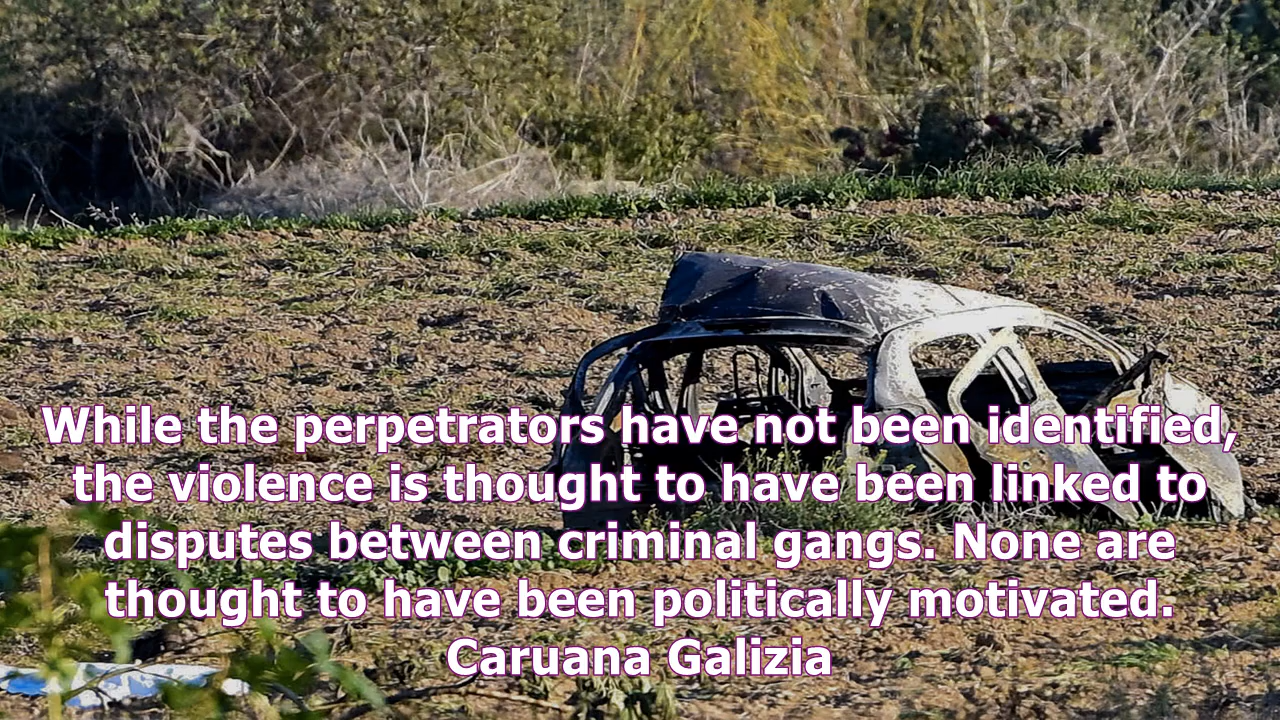 While the perpetrators have not been identified,
the violence is thought to have been linked to
disputes between criminal gangs. None are
thought to have been politically motivated.
Caruana Galizia